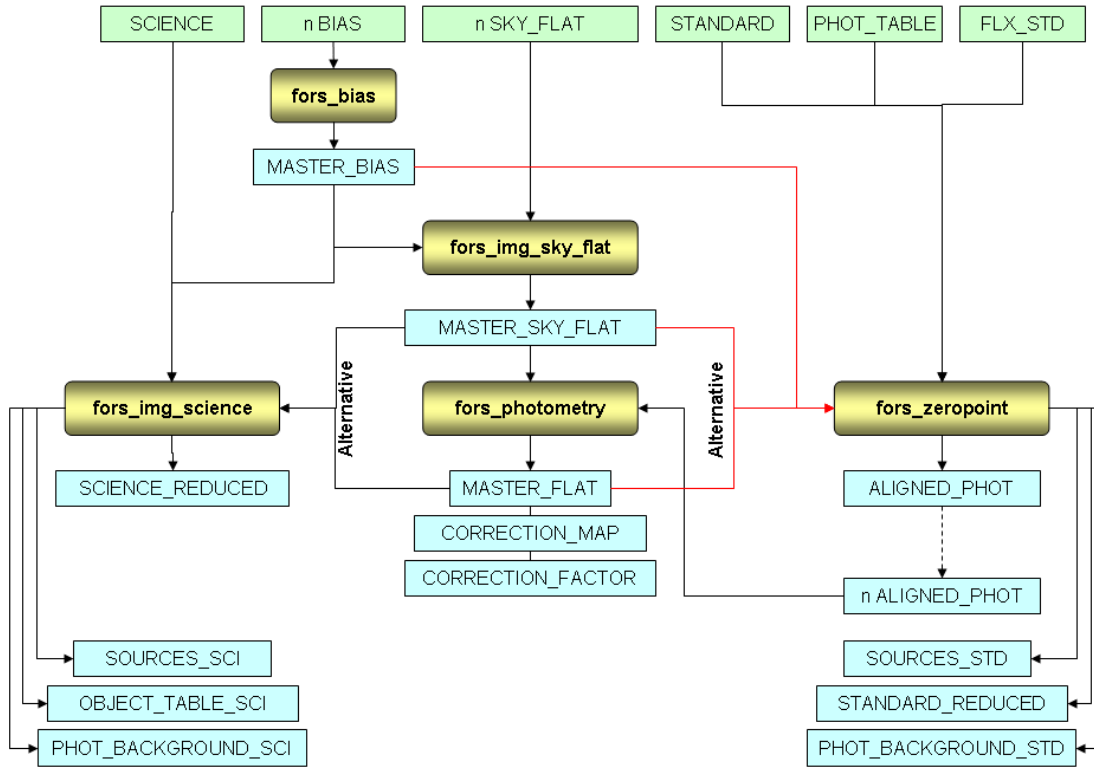 SCIENCE
n BIAS
n SKY_FLAT
STANDARD
PHOT_TABLE
FLX_STD
fors_bias
MASTER_BIAS
fors_img_sky_flat
MASTER_SKY_FLAT
Alternative
Alternative
fors_img_science
fors_photometry
fors_zeropoint
SCIENCE_REDUCED
MASTER_FLAT
ALIGNED_PHOT
CORRECTION_MAP
CORRECTION_FACTOR
n ALIGNED_PHOT
SOURCES_SCI
SOURCES_STD
OBJECT_TABLE_SCI
STANDARD_REDUCED
PHOT_BACKGROUND_SCI
PHOT_BACKGROUND_STD